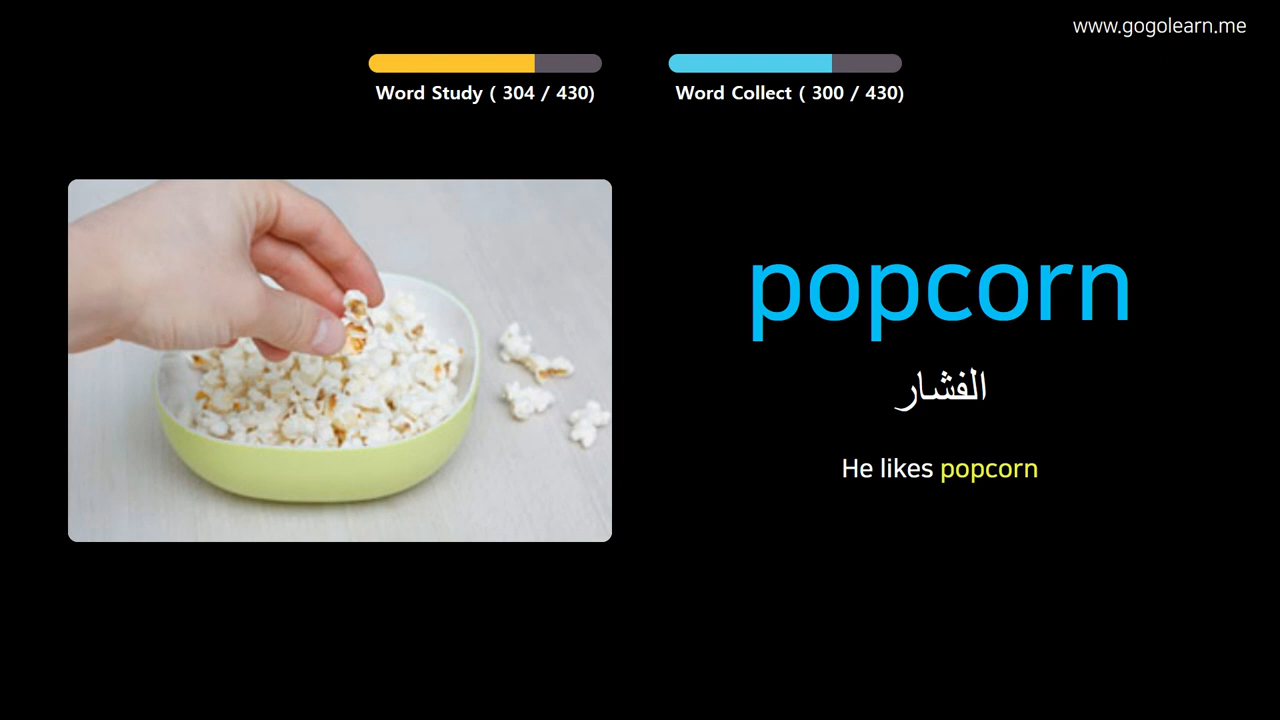 www.gogolearn.me
Word Study ( 304 / 430)
Word Collect ( 300 / 430)
popcorn
الفشار
He likes popcorn